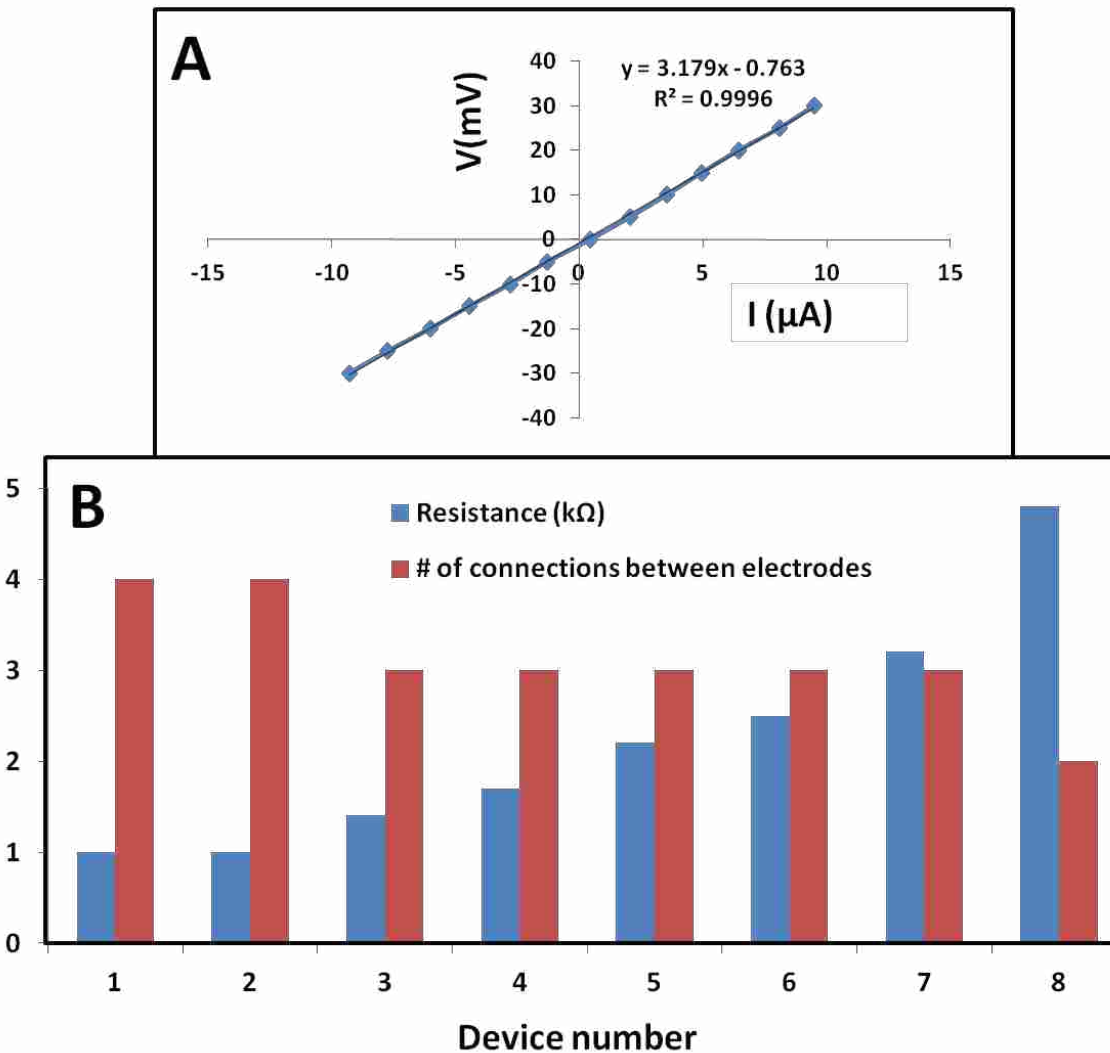 A
V(mV)
y = 3.179x - 0.763
R² = 0.9996
40
30
20
10
0
-10
-20
-30
-40
-15
-10
-5
0
5
10
15
I (µA)
B
Resistance (kΩ)
# of connections between electrodes
5
4
3
2
1
0
1 2 3 4 5 6 7 8
Device number